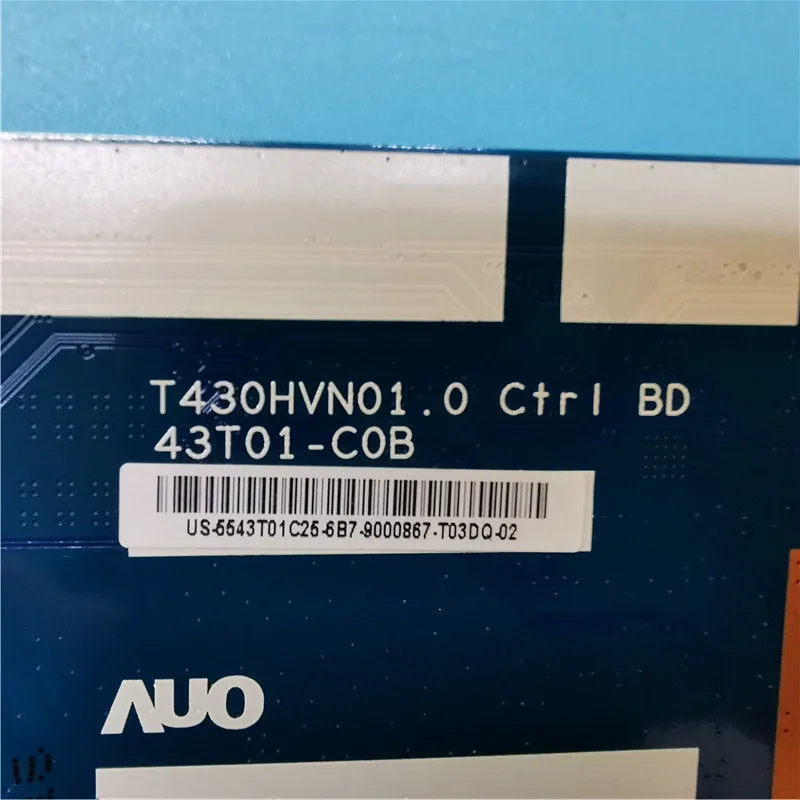 T430HVN01.0 Ctrl BD
43T01-C0B
US-5543T01C25-6B7-9000867-T03DQ-02
AUO